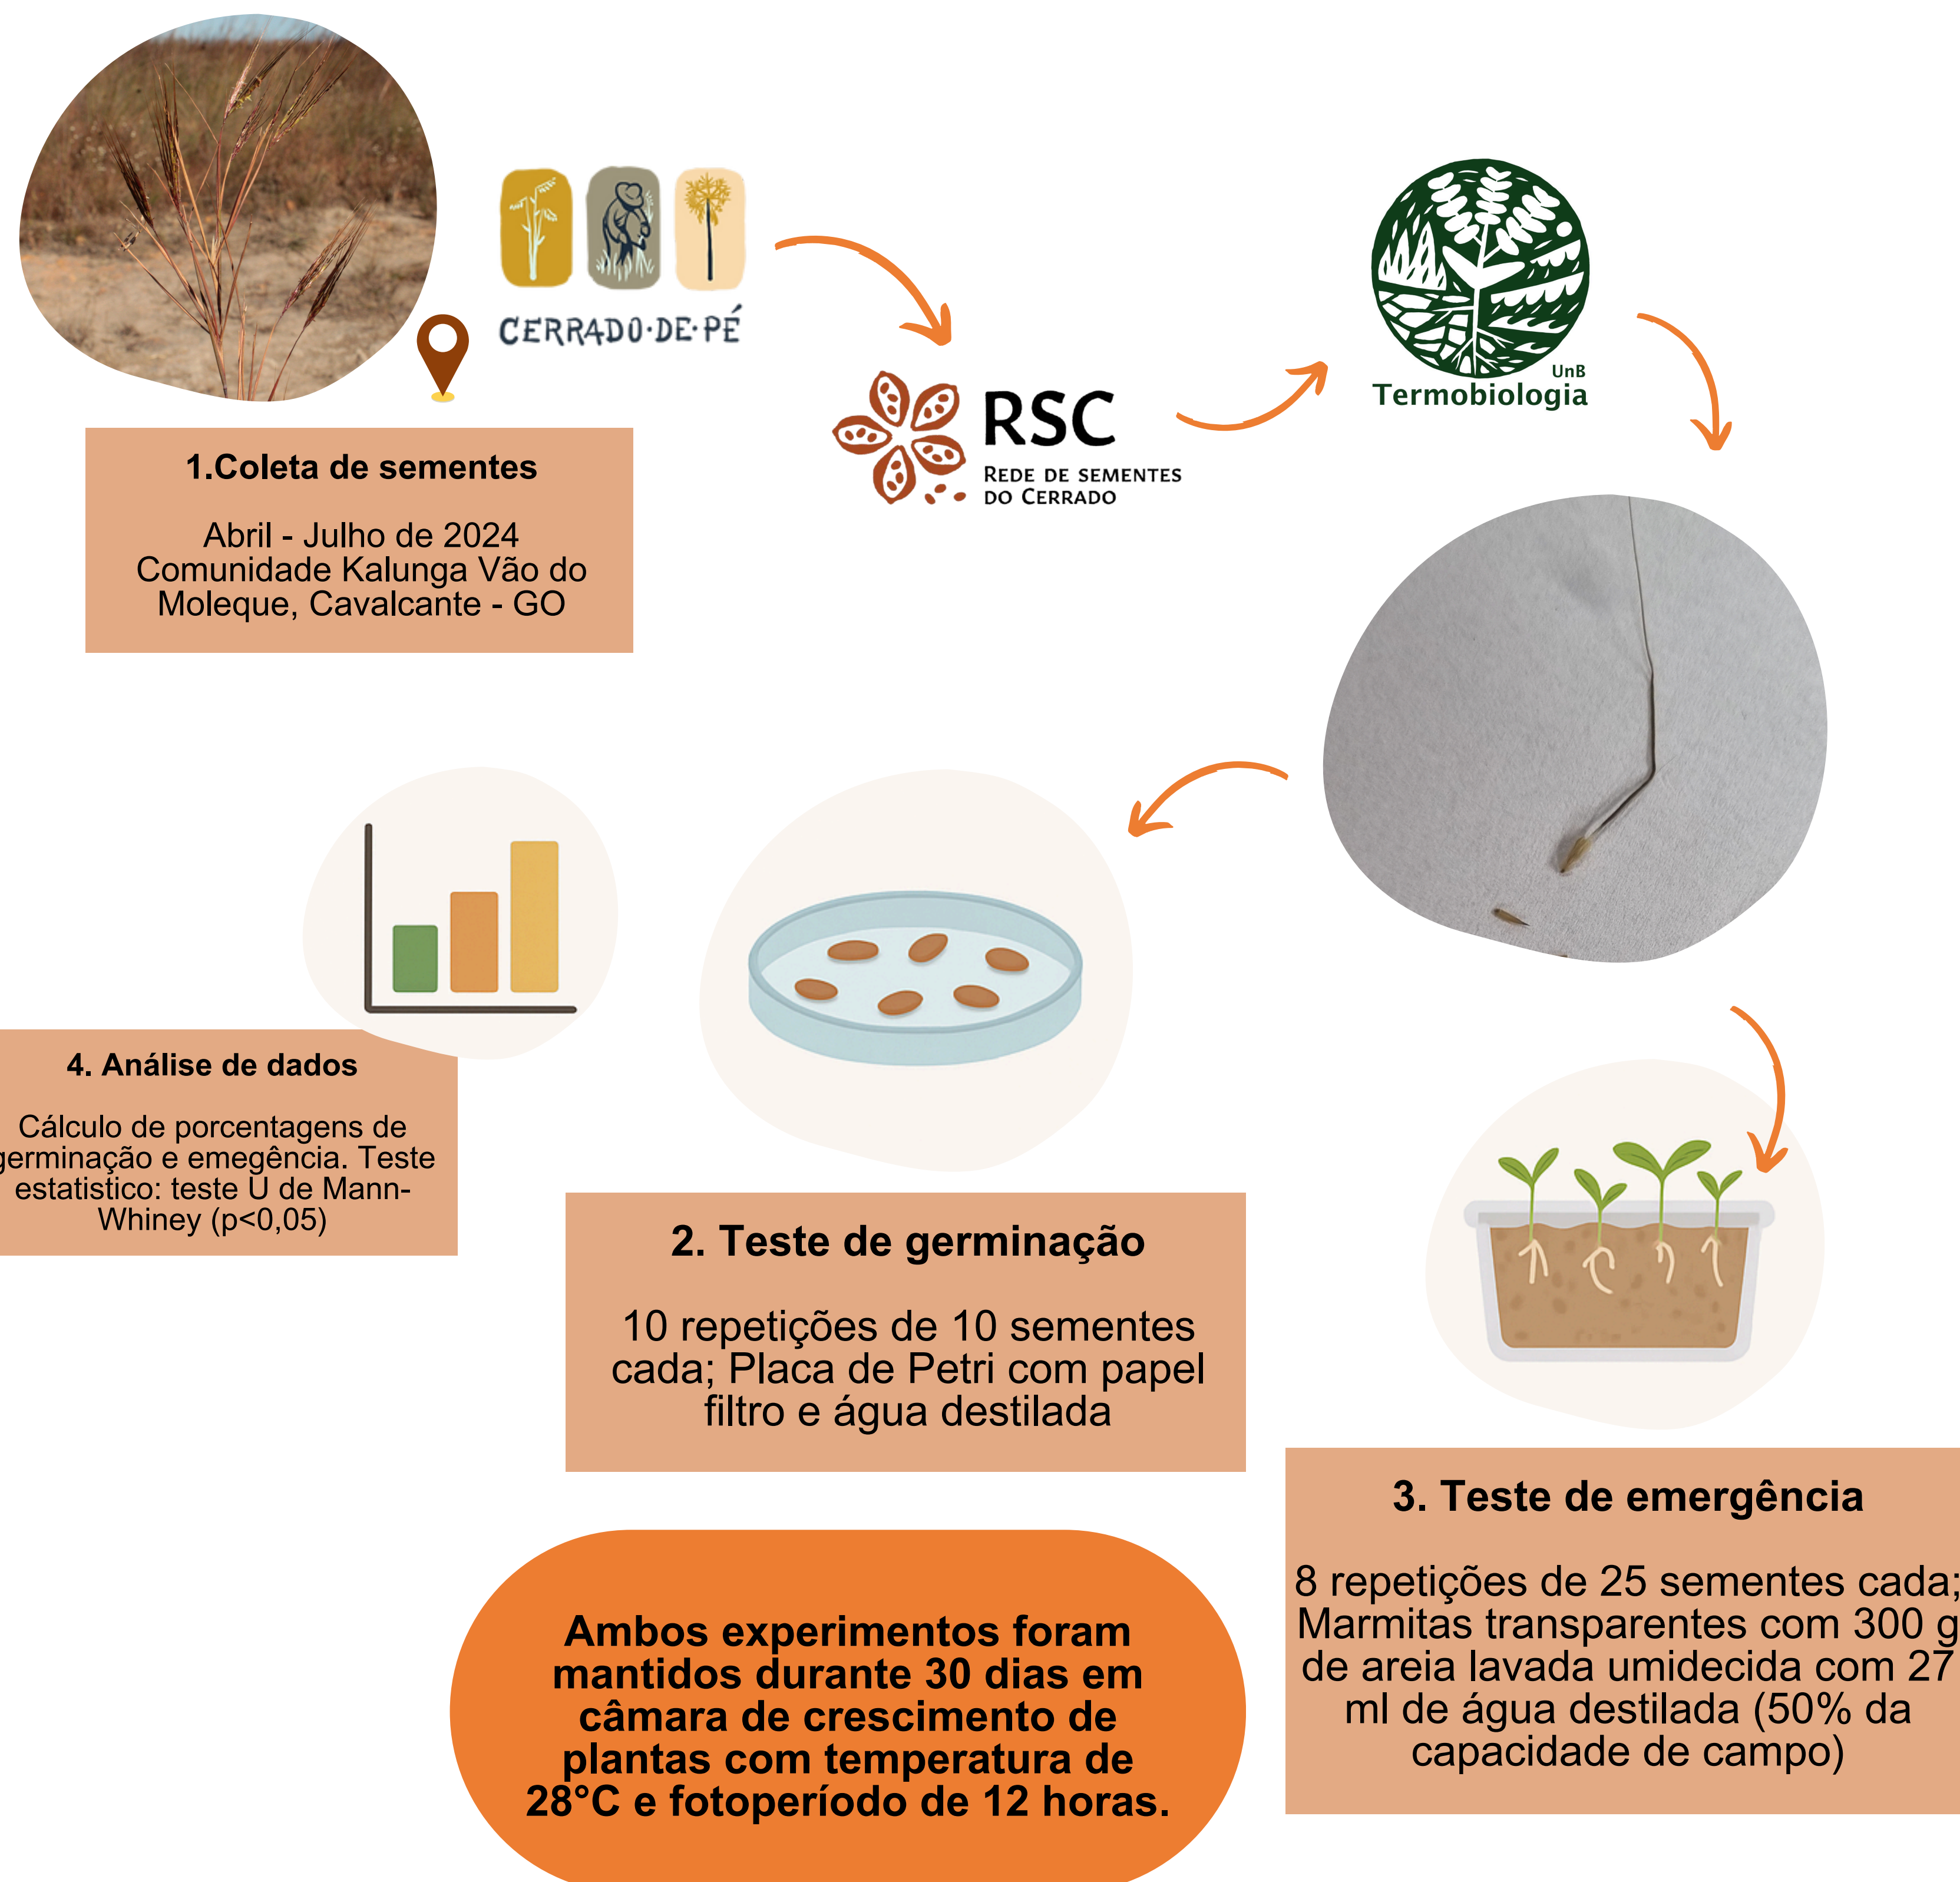 CERRADO·DE·PÉ
RSC
REDE DE SEMENTES
DO CERRADO
UnB
Termobiologia
1.Coleta de sementes
Abril - Julho de 2024
Comunidade Kalunga Vão do
Moleque, Cavalcante - GO
4. Análise de dados
Cálculo de porcentagens de
germinação e emegência. Teste
estatistico: teste U de Mann-
Whiney (p<0,05)
2. Teste de germinação
10 repetições de 10 sementes
cada; Placa de Petri com papel
filtro e água destilada
3. Teste de emergência
8 repetições de 25 sementes cada;
Marmitas transparentes com 300 g
de areia lavada umidecida com 27
ml de água destilada (50% da
capacidade de campo)
Ambos experimentos foram
mantidos durante 30 dias em
câmara de crescimento de
plantas com temperatura de
28°C e fotoperíodo de 12 horas.